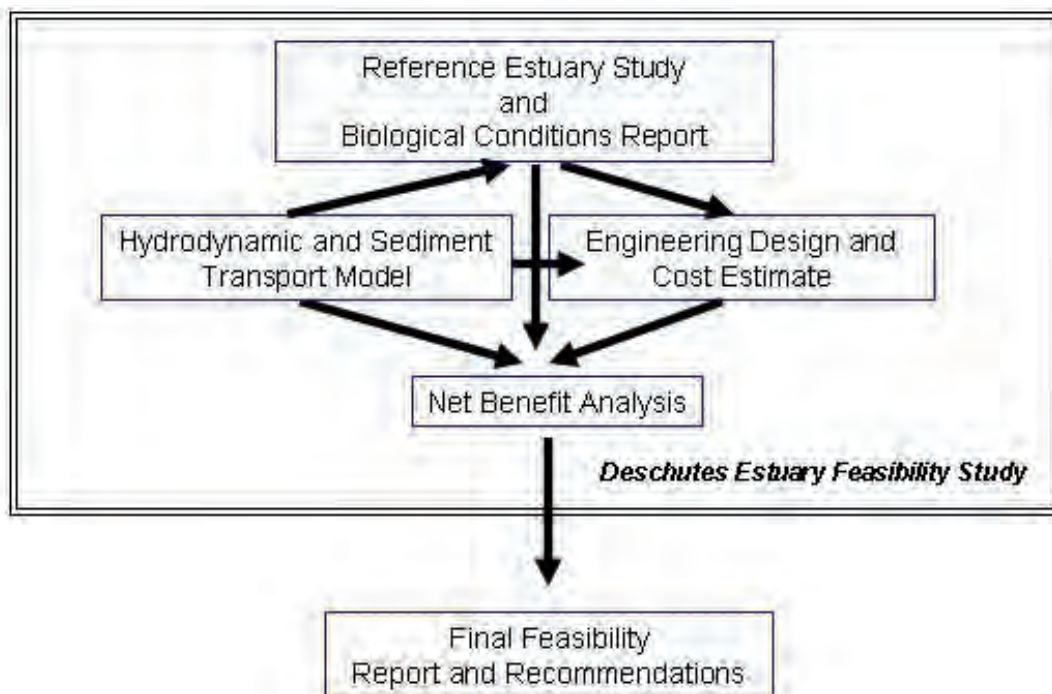 Reference Estuary Study
and
Biological Conditions Report
Hydrodynamic and Sediment
Transport Model
Engineering Design and
Cost Estimate
Net Benefit Analysis
Deschutes Estuary Feasibility Study
Final Feasibility
Report and Recommendations